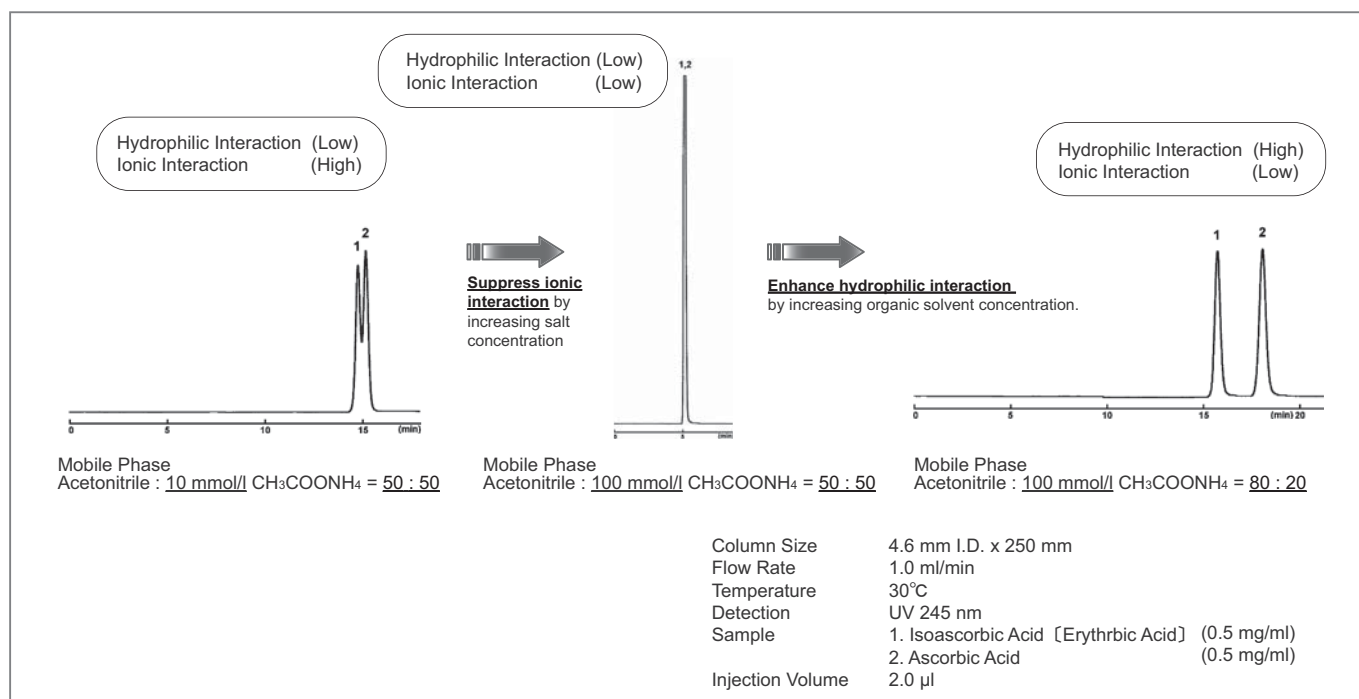 Hydrophilic Interaction (Low)
Ionic Interaction (High)
1
2
0 5 10 15 (min)
Mobile Phase
Acetonitrile : 10 mmol/l CH₃COONH₄ = 50 : 50
Suppress ionic
interaction by
increasing salt
concentration
Hydrophilic Interaction (Low)
Ionic Interaction (Low)
1,2
0 5 (min)
Mobile Phase
Acetonitrile : 100 mmol/l CH₃COONH₄ = 50 : 50
Enhance hydrophilic interaction
by increasing organic solvent concentration.
Hydrophilic Interaction (High)
Ionic Interaction (Low)
1 2
0 5 10 15 (min) 20
Mobile Phase
Acetonitrile : 100 mmol/l CH₃COONH₄ = 80 : 20
Column Size 4.6 mm I.D. x 250 mm
Flow Rate 1.0 ml/min
Temperature 30℃
Detection UV 245 nm
Sample 1. Isoascorbic Acid〔Erythrbic Acid〕 (0.5 mg/ml)
2. Ascorbic Acid (0.5 mg/ml)
Injection Volume 2.0 µl